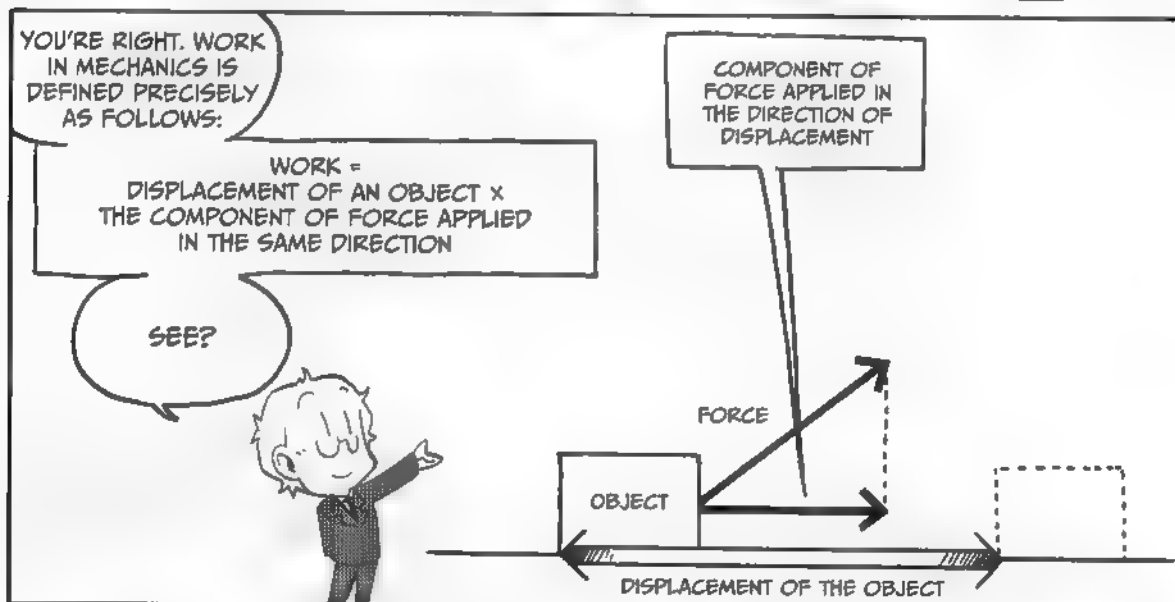 YOU'RE RIGHT. WORK
IN MECHANICS IS
DEFINED PRECISELY
AS FOLLOWS:
WORK =
DISPLACEMENT OF AN OBJECT ×
THE COMPONENT OF FORCE APPLIED
IN THE SAME DIRECTION
SEE?
COMPONENT OF
FORCE APPLIED IN
THE DIRECTION OF
DISPLACEMENT
FORCE
OBJECT
DISPLACEMENT OF THE OBJECT